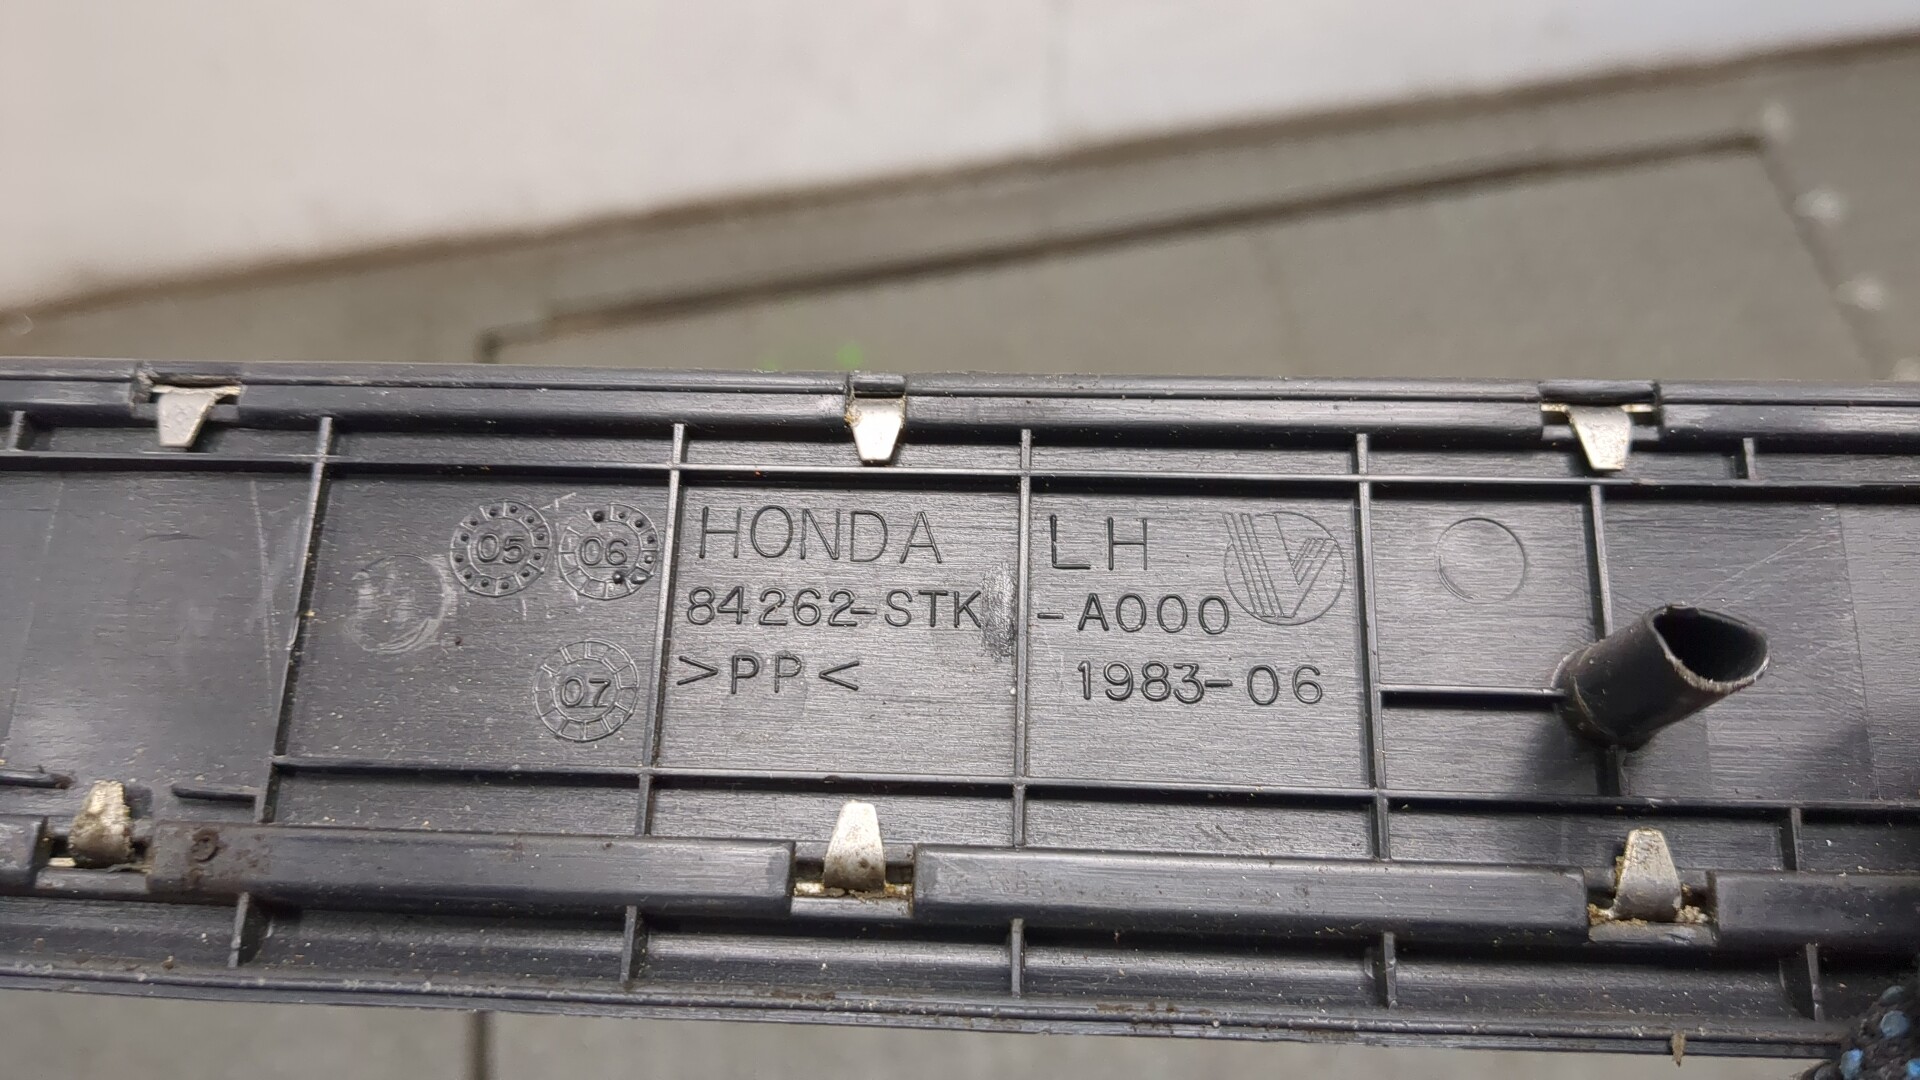 05 06
07
HONDA LH
84262-STK -A000
>PP< 1983-06